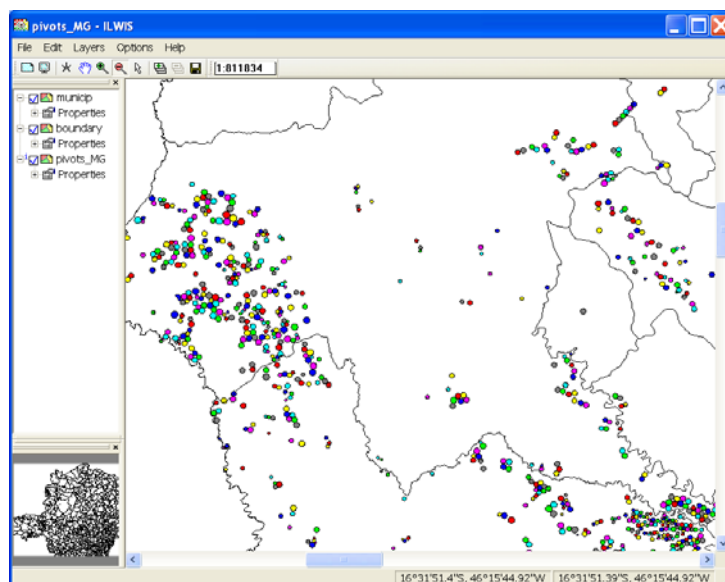 pivots_MG - ILWIS
File Edit Layers Options Help
1:811834
municip
Properties
boundary
Properties
pivots_MG
Properties
16°31'51.4"S, 46°15'44.92"W 16°31'51.39"S, 46°15'44.92"W